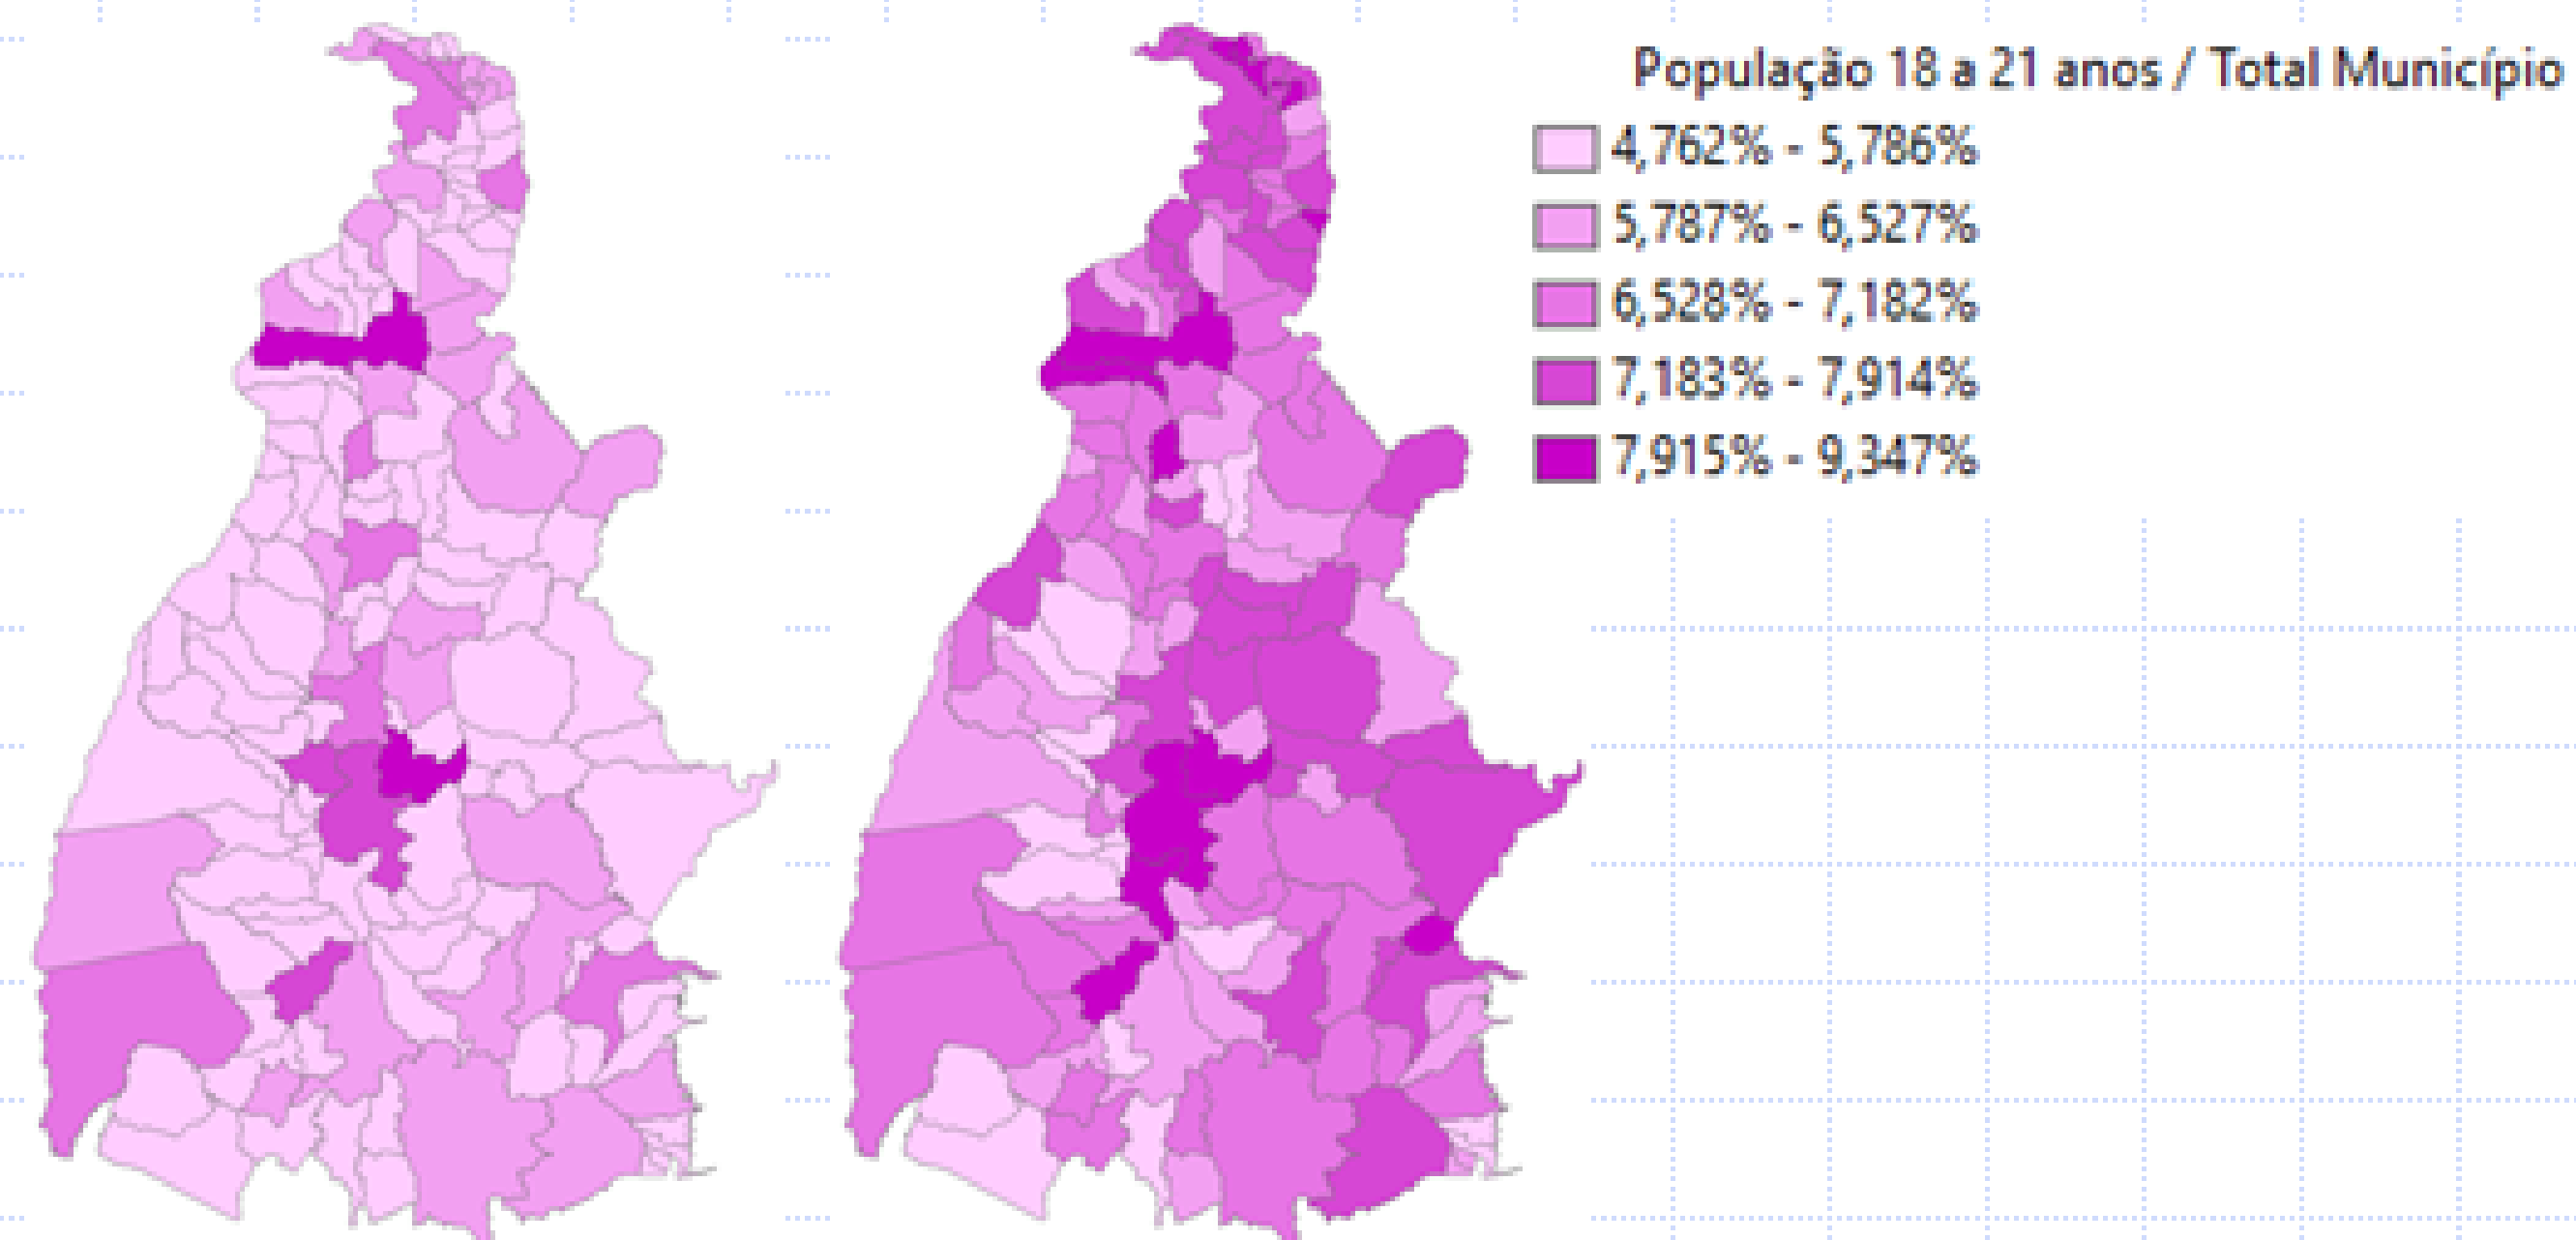 População 18 a 21 anos / Total Município
4,762% - 5,786%
5,787% - 6,527%
6,528% - 7,182%
7,183% - 7,914%
7,915% - 9,347%